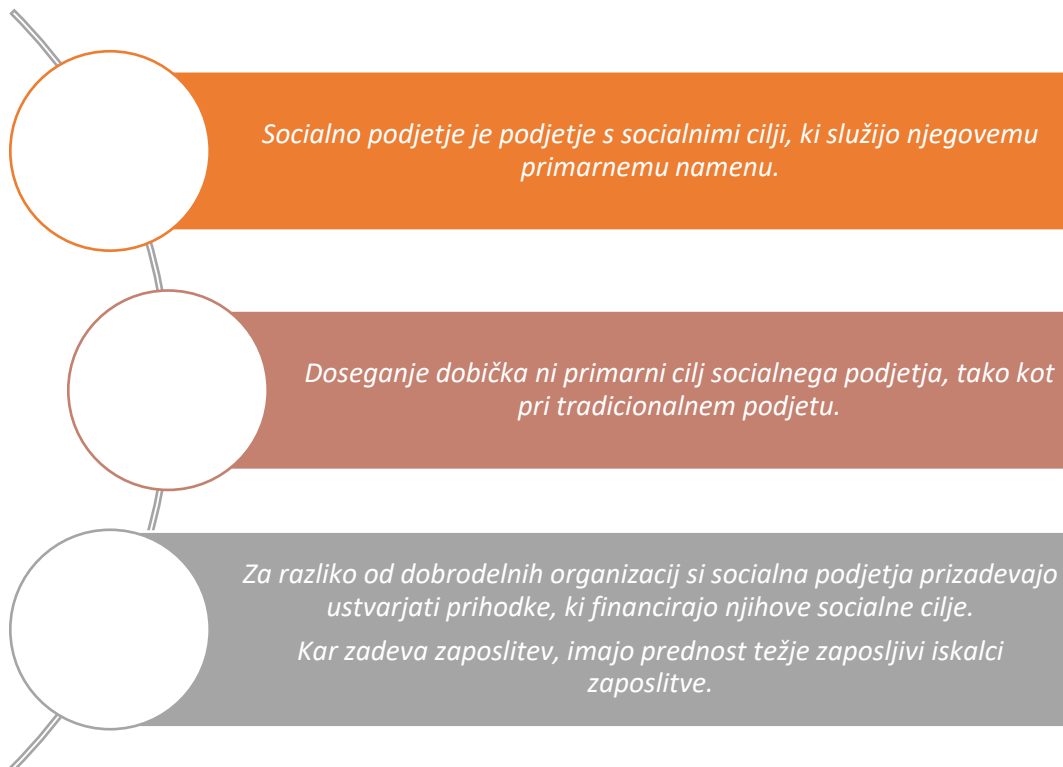 Socialno podjetje je podjetje s socialnimi cilji, ki služijo njegovemu
primarnemu namenu.
Doseganje dobička ni primarni cilj socialnega podjetja, tako kot
pri tradicionalnem podjetu.
Za razliko od dobrodelnih organizacij si socialna podjetja prizadevajo
ustvarjati prihodke, ki financirajo njihove socialne cilje.
Kar zadeva zaposlitev, imajo prednost težje zaposljivi iskalci
zaposlitve.